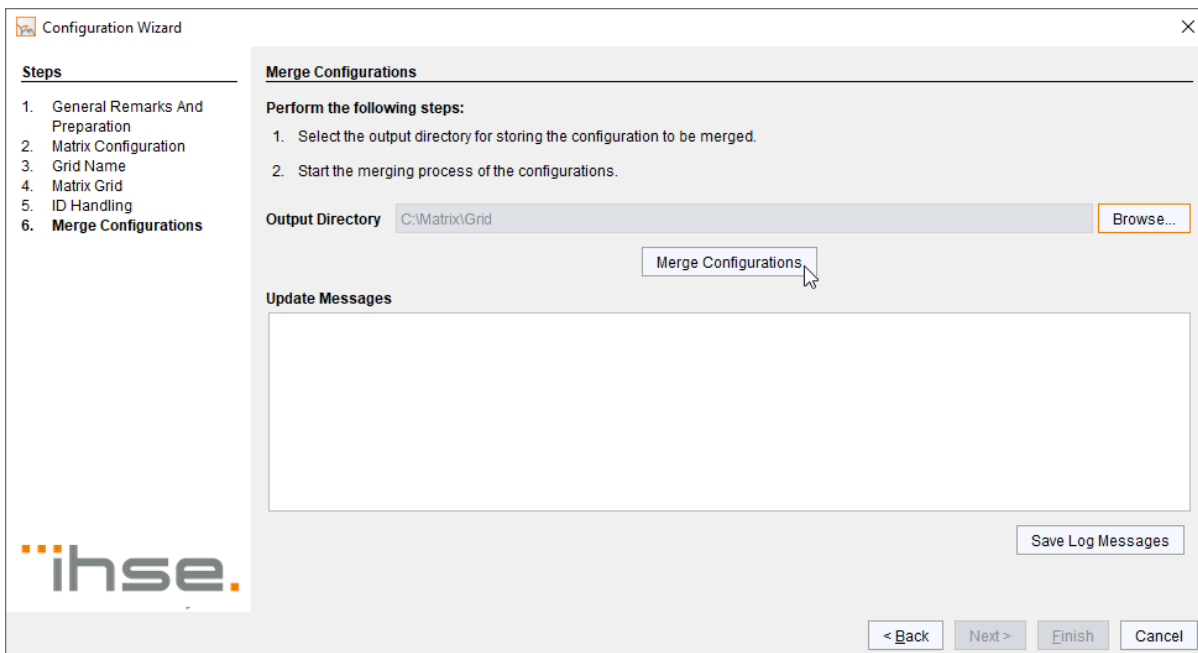 Configuration Wizard
Steps
1. General Remarks And
Preparation
2. Matrix Configuration
3. Grid Name
4. Matrix Grid
5. ID Handling
6. Merge Configurations
ihse.
Merge Configurations
Perform the following steps:
1. Select the output directory for storing the configuration to be merged.
2. Start the merging process of the configurations.
Output Directory C:\Matrix\Grid Browse...
Merge Configurations
Update Messages
Save Log Messages
< Back Next > Finish Cancel